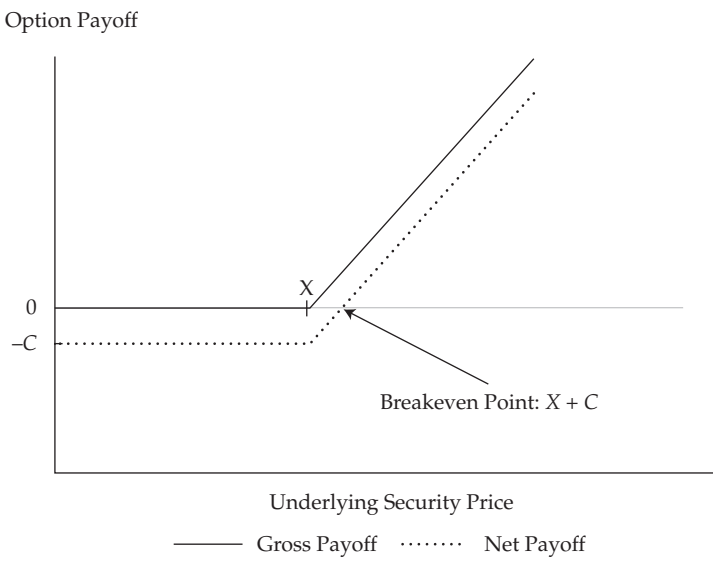 Option Payoff
X
0
–C
Breakeven Point: X + C
Underlying Security Price
Gross Payoff Net Payoff